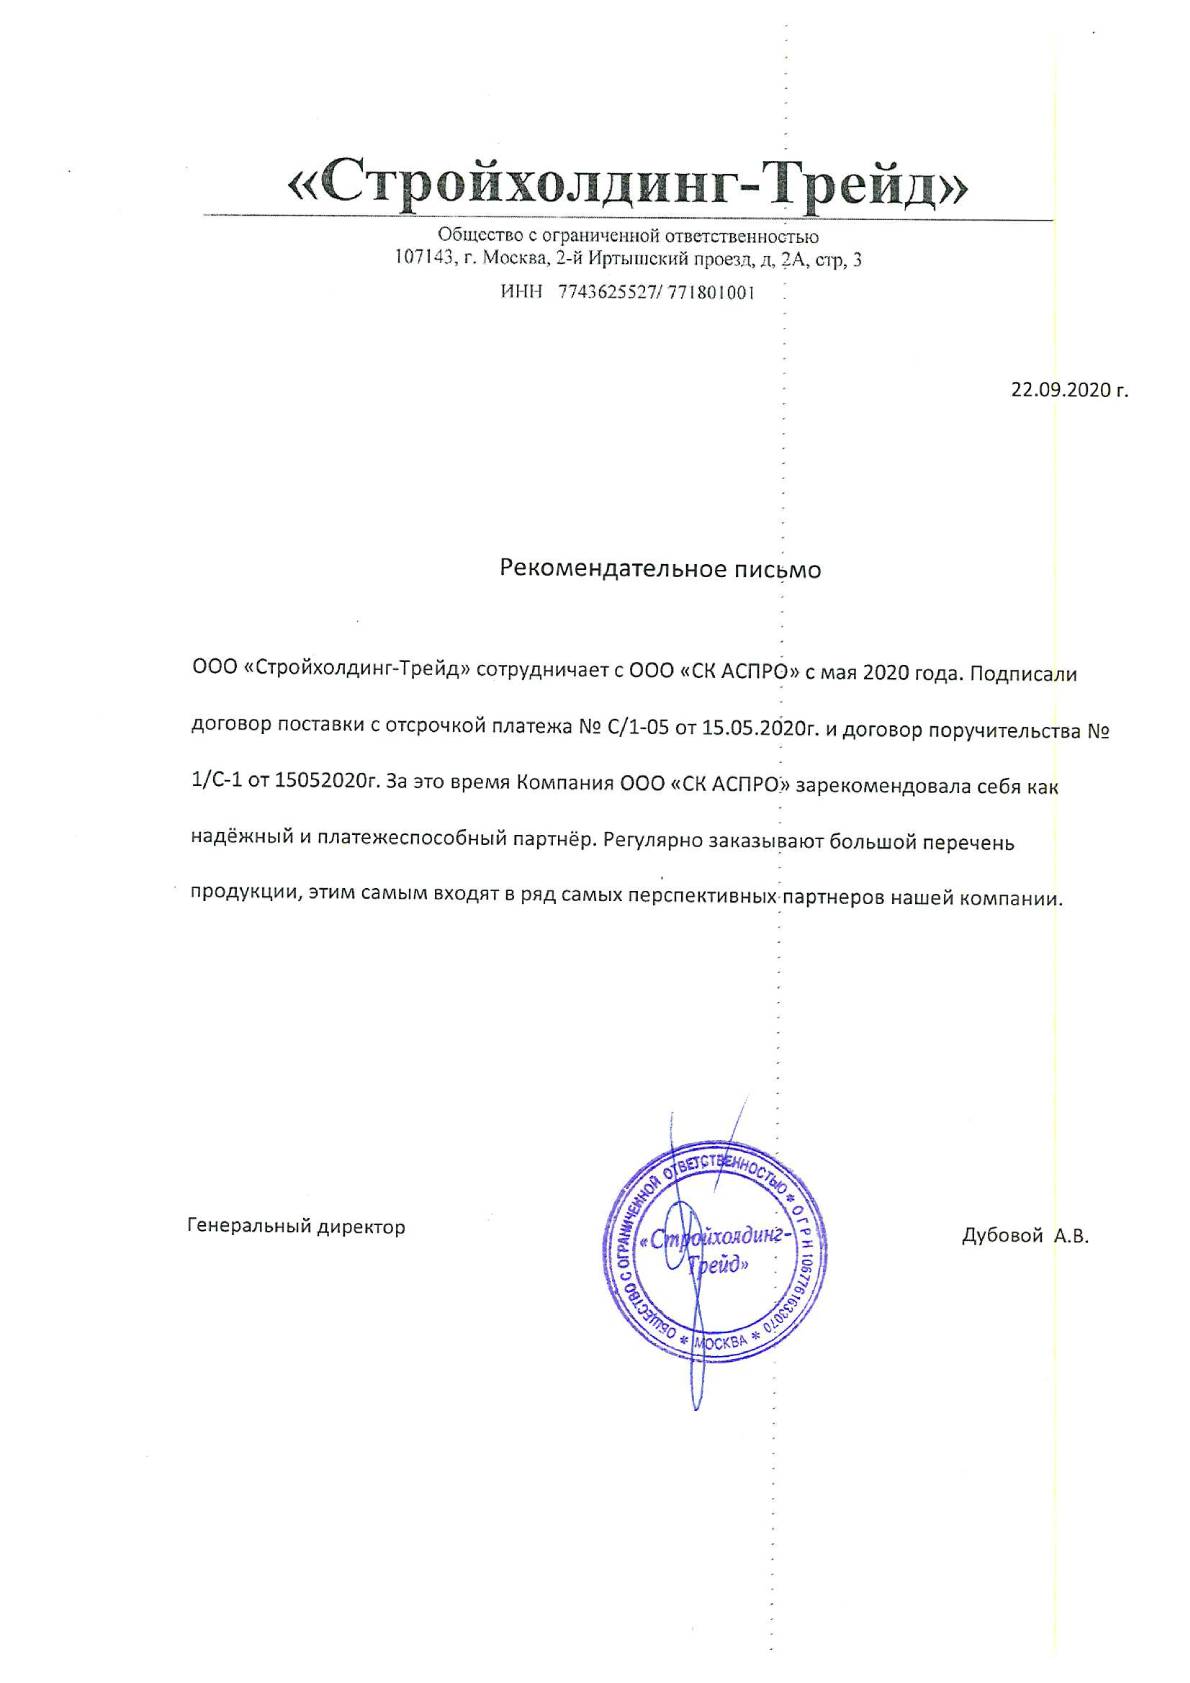 «Стройхолдинг-Трейд»
Общество с ограниченной ответственностью
107143, г. Москва, 2-й Иртышский проезд, д, 2А, стр, 3
ИНН 7743625527/ 771801001
22.09.2020 г.
Рекомендательное письмо
ООО «Стройхолдинг-Трейд» сотрудничает с ООО «СК АСПРО» с мая 2020 года. Подписали
договор поставки с отсрочкой платежа № С/1-05 от 15.05.2020г. и договор поручительства №
1/С-1 от 15052020г. За это время Компания ООО «СК АСПРО» зарекомендовала себя как
надёжный и платежеспособный партнёр. Регулярно заказывают большой перечень
продукции, этим самым входят в ряд самых перспективных партнеров нашей компании.
Генеральный директор
ОБЩЕСТВО С ОГРАНИЧЕННОЙ ОТВЕТСТВЕННОСТЬЮ * ОГРН 1067761633070 * МОСКВА *
«Стройхолдинг-
Трейд»
Дубовой А.В.